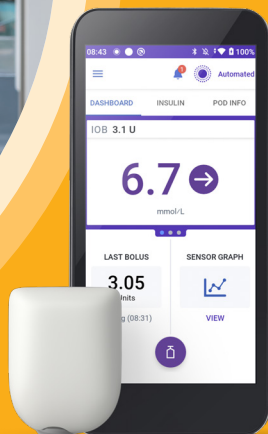 08:43 100%
1
Automated
DASHBOARD INSULIN POD INFO
IOB 3.1 U
6.7
mmol/L
LAST BOLUS SENSOR GRAPH
3.05
Units
(08:31) VIEW